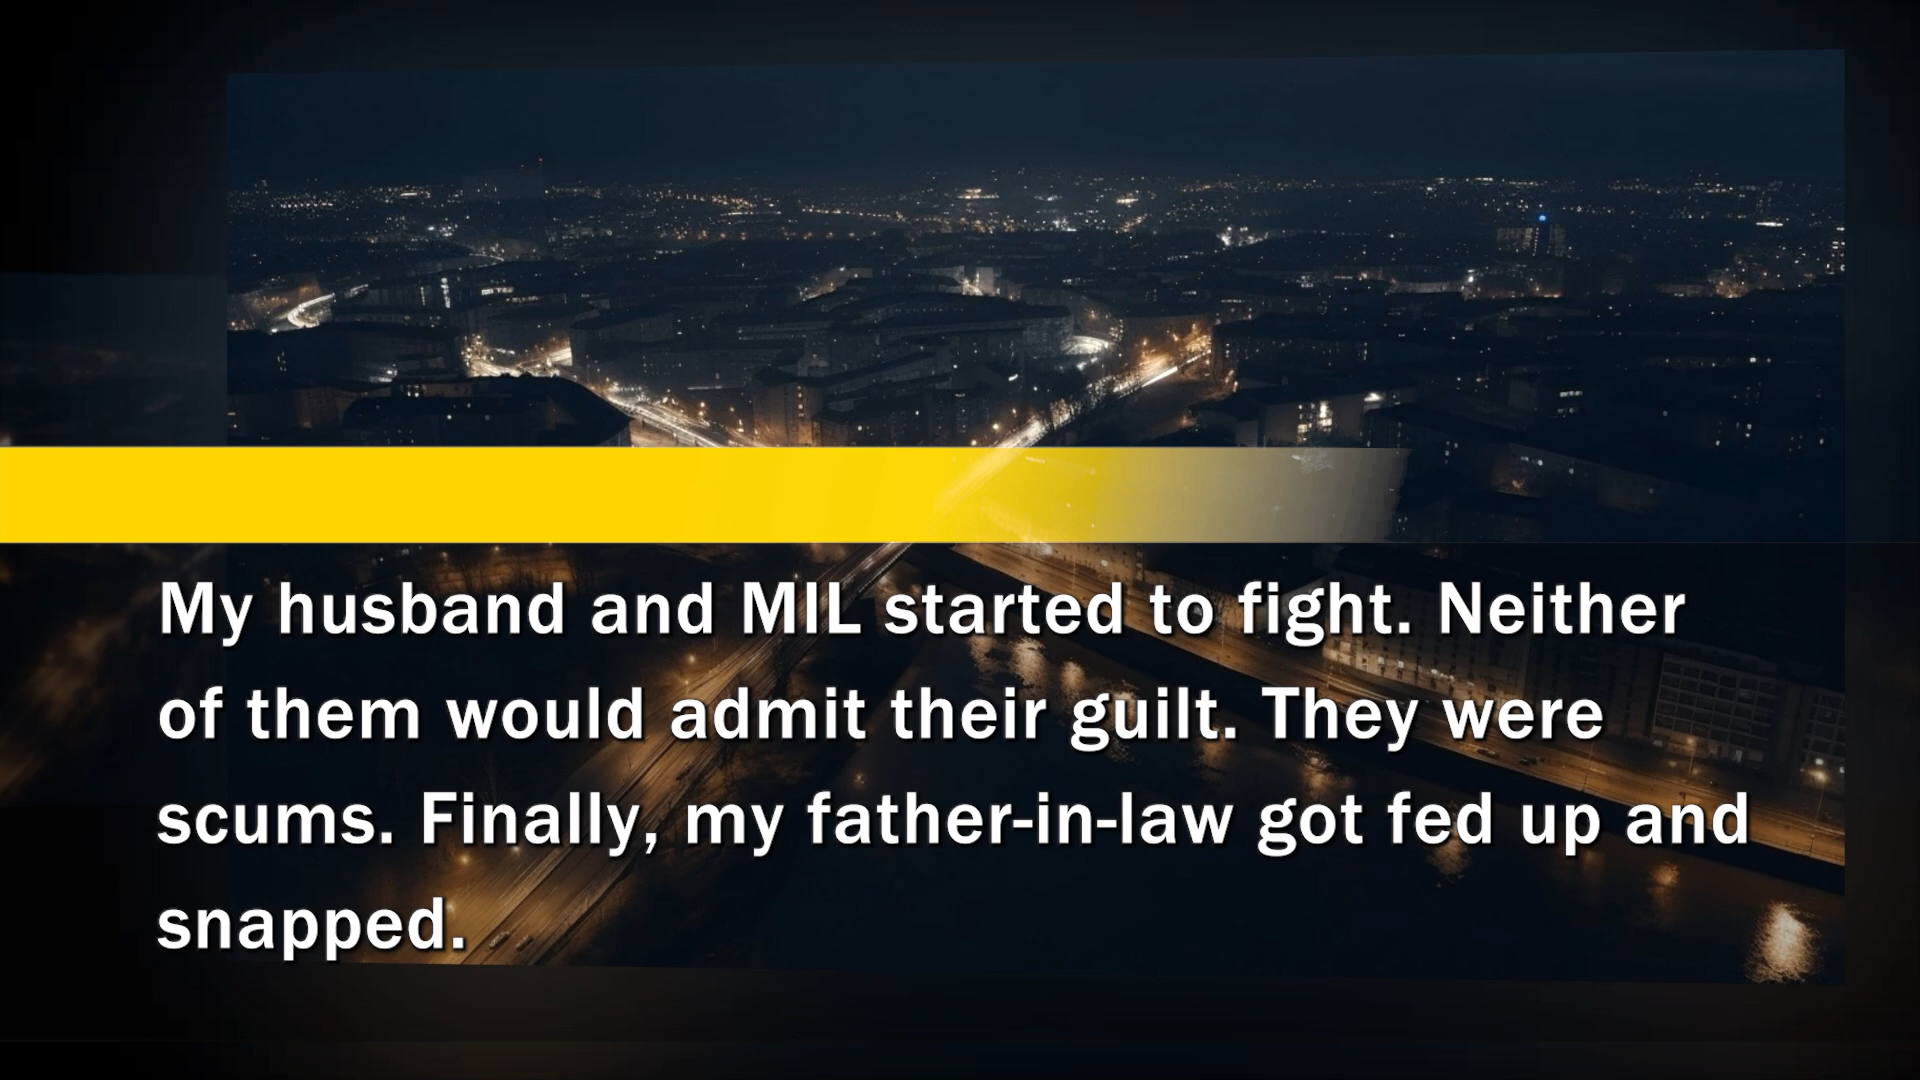 My husband and MIL started to fight. Neither
of them would admit their guilt. They were
scums. Finally, my father-in-law got fed up and
snapped.